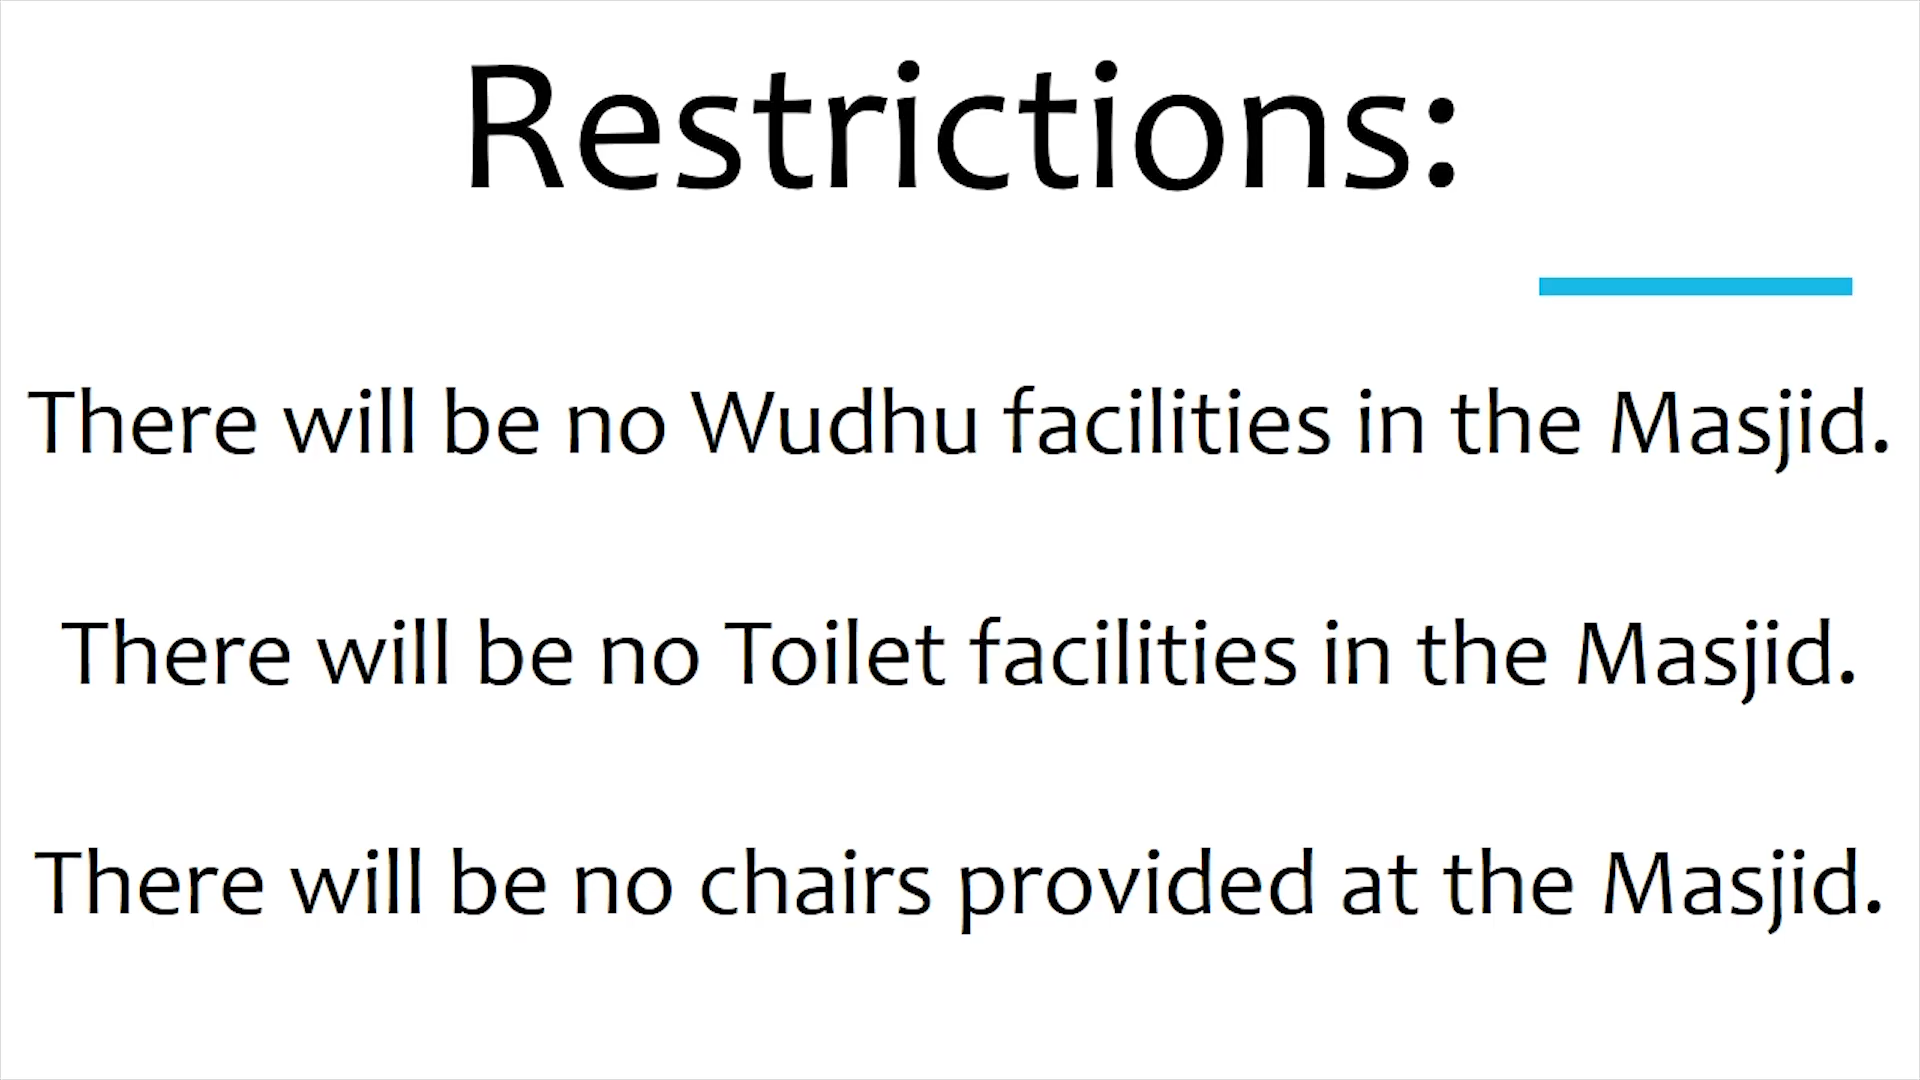 Restrictions:
There will be no Wudhu facilities in the Masjid.
There will be no Toilet facilities in the Masjid.
There will be no chairs provided at the Masjid.